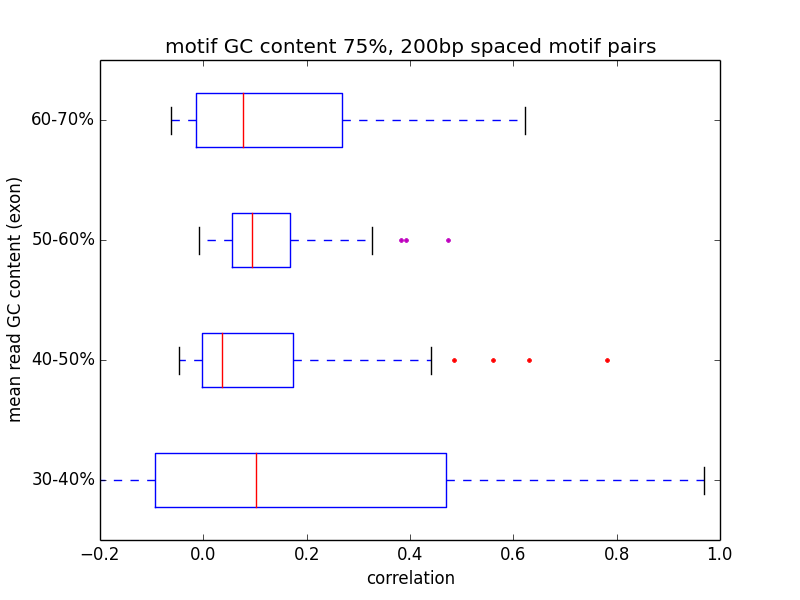 motif GC content 75%, 200bp spaced motif pairs
mean read GC content (exon)
60-70%
50-60%
40-50%
30-40%
−0.2 0.0 0.2 0.4 0.6 0.8 1.0
correlation